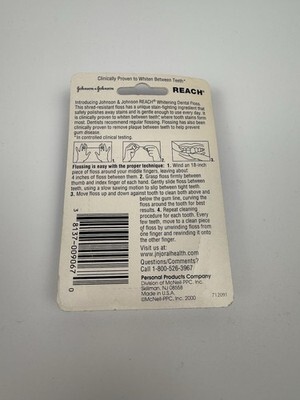 Clinically Proven to Whiten Between Teeth*
Johnson & Johnson REACH®
Introducing Johnson & Johnson REACH® Whitening Dental Floss.
This shred-resistant floss has a unique stain-fighting ingredient that
safely polishes away stains and is gentle enough to use every day. It
is clinically proven to whiten between teeth,* where tooth stains form
most. Dentists recommend regular flossing. Flossing has also been
clinically proven to remove plaque between teeth to help prevent
gum disease.
*In controlled clinical testing.
Flossing is easy with the proper technique: 1. Wind an 18 inch
piece of floss around your middle fingers, leaving about
4 inches of floss between them. 2. Grasp floss firmly between
thumb and index finger of each hand. Gently slide floss between
teeth, using a slow sawing motion to slip between tight teeth.
3. Move floss up and down against tooth to clean both above and
below the gum line, curving the
floss around the tooth for best
results. 4. Repeat cleaning
procedure for each tooth. Every
few teeth, move to a clean piece
of floss by unwinding floss from
one finger and rewinding it onto
the other finger.
Visit us at:
www.jnjoralhealth.com
Questions/Comments?
Call 1-800-526-3967
Personal Products Company
Division of McNeil-PPC, Inc.
Skillman, NJ 08558
Made in U.S.A.
©McNeil-PPC, Inc. 2000
3 8137-009067 0